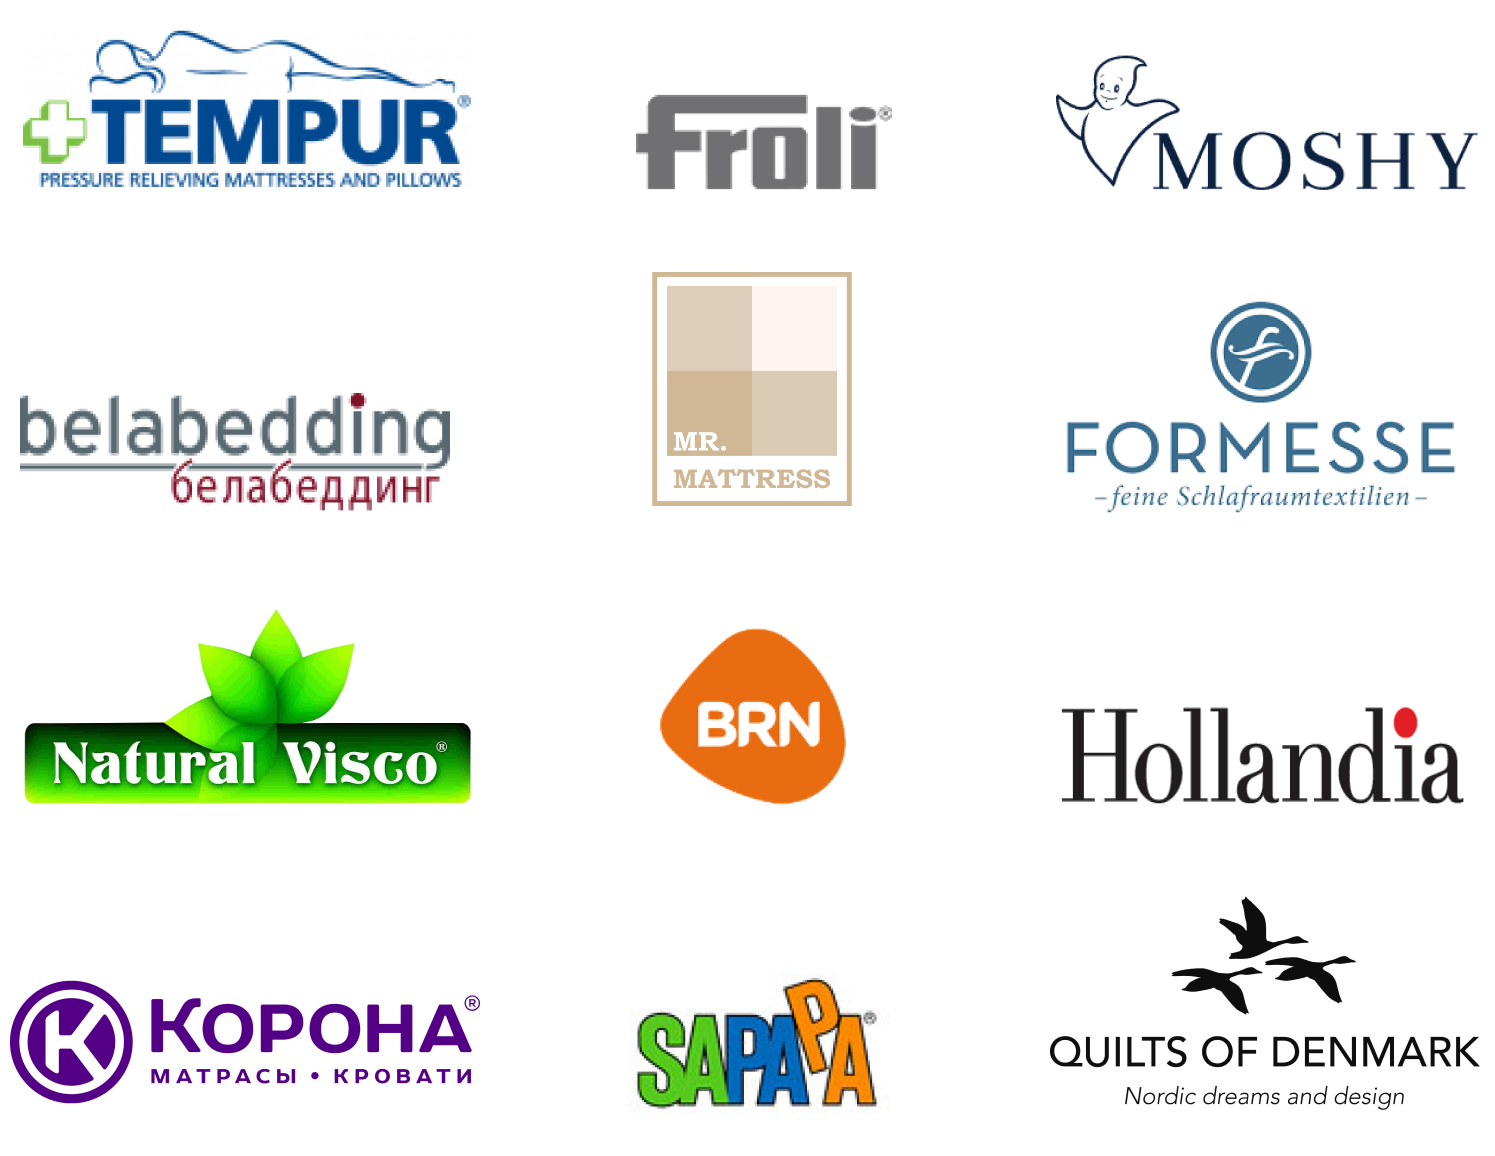 TEMPUR®
PRESSURE RELIEVING MATTRESSES AND PILLOWS
Froli®
MOSHY
belabedding
белабеддинг
MR.
MATTRESS
f
FORMESSE
–feine Schlafraumtextilien–
Natural Visco®
BRN
Hollandia
К КОРОНА®
МАТРАСЫ • КРОВАТИ
SAPAPA®
QUILTS OF DENMARK
Nordic dreams and design